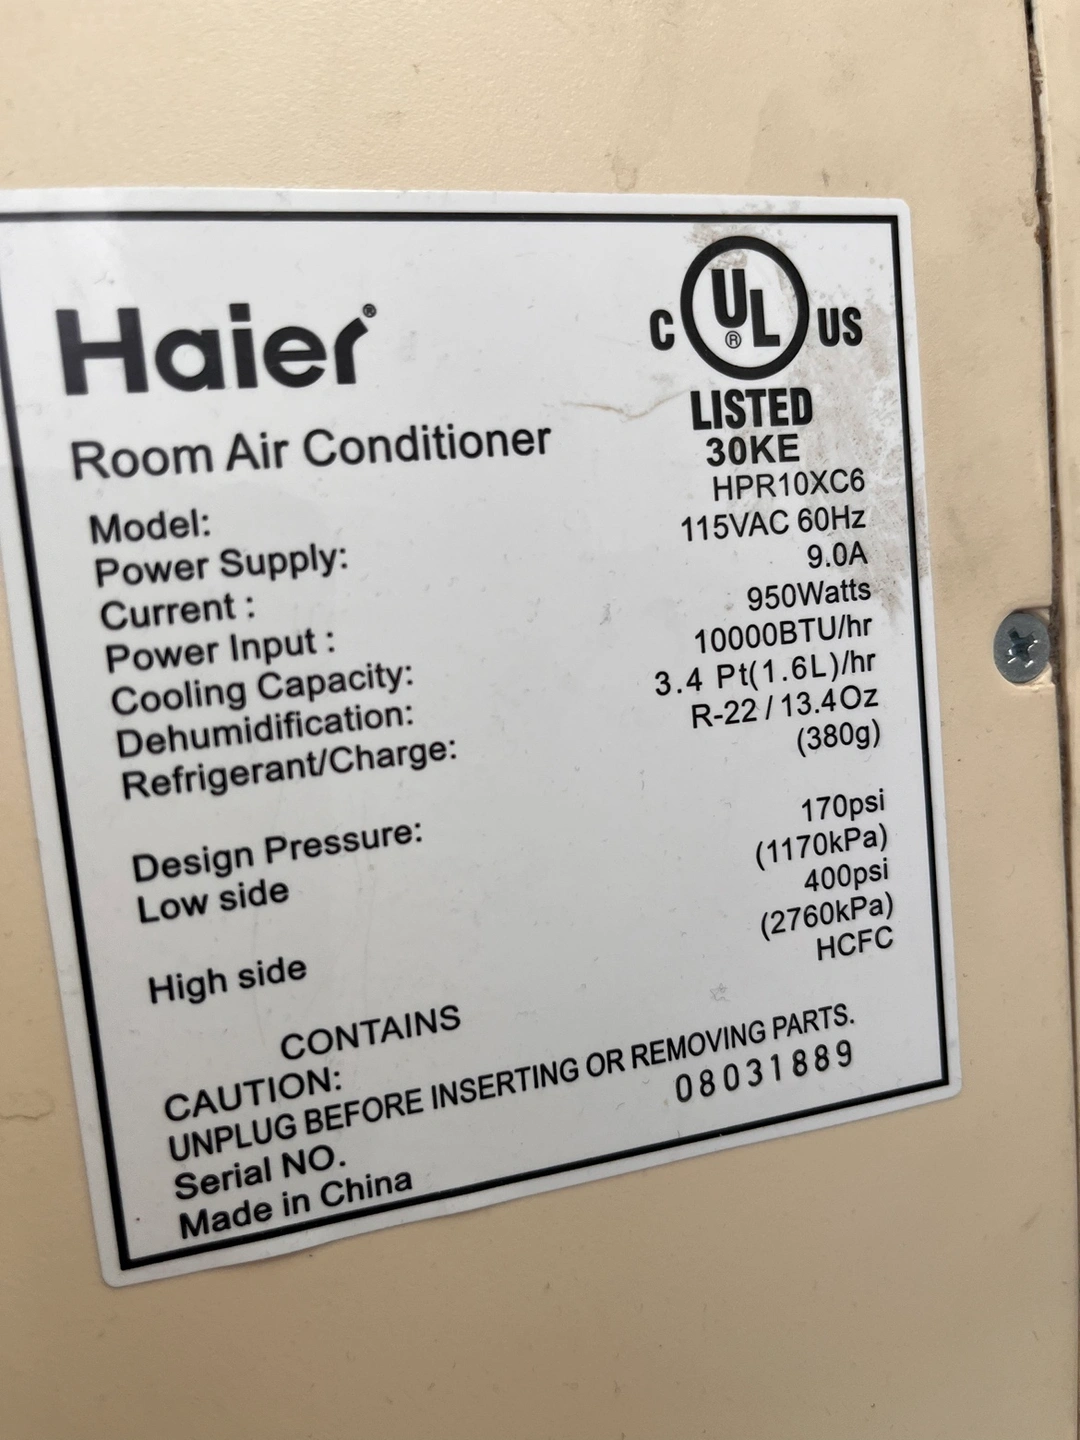 Haier®
C UL® US
LISTED
30KE
Room Air Conditioner
Model: HPR10XC6
Power Supply: 115VAC 60Hz
Current : 9.0A
Power Input : 950Watts
Cooling Capacity: 10000BTU/hr
Dehumidification: 3.4 Pt(1.6L)/hr
Refrigerant/Charge: R-22 / 13.4Oz
(380g)
Design Pressure:
Low side 170psi
(1170kPa)
High side 400psi
(2760kPa)
CONTAINS HCFC
CAUTION:
UNPLUG BEFORE INSERTING OR REMOVING PARTS.
Serial NO. 08031889
Made in China